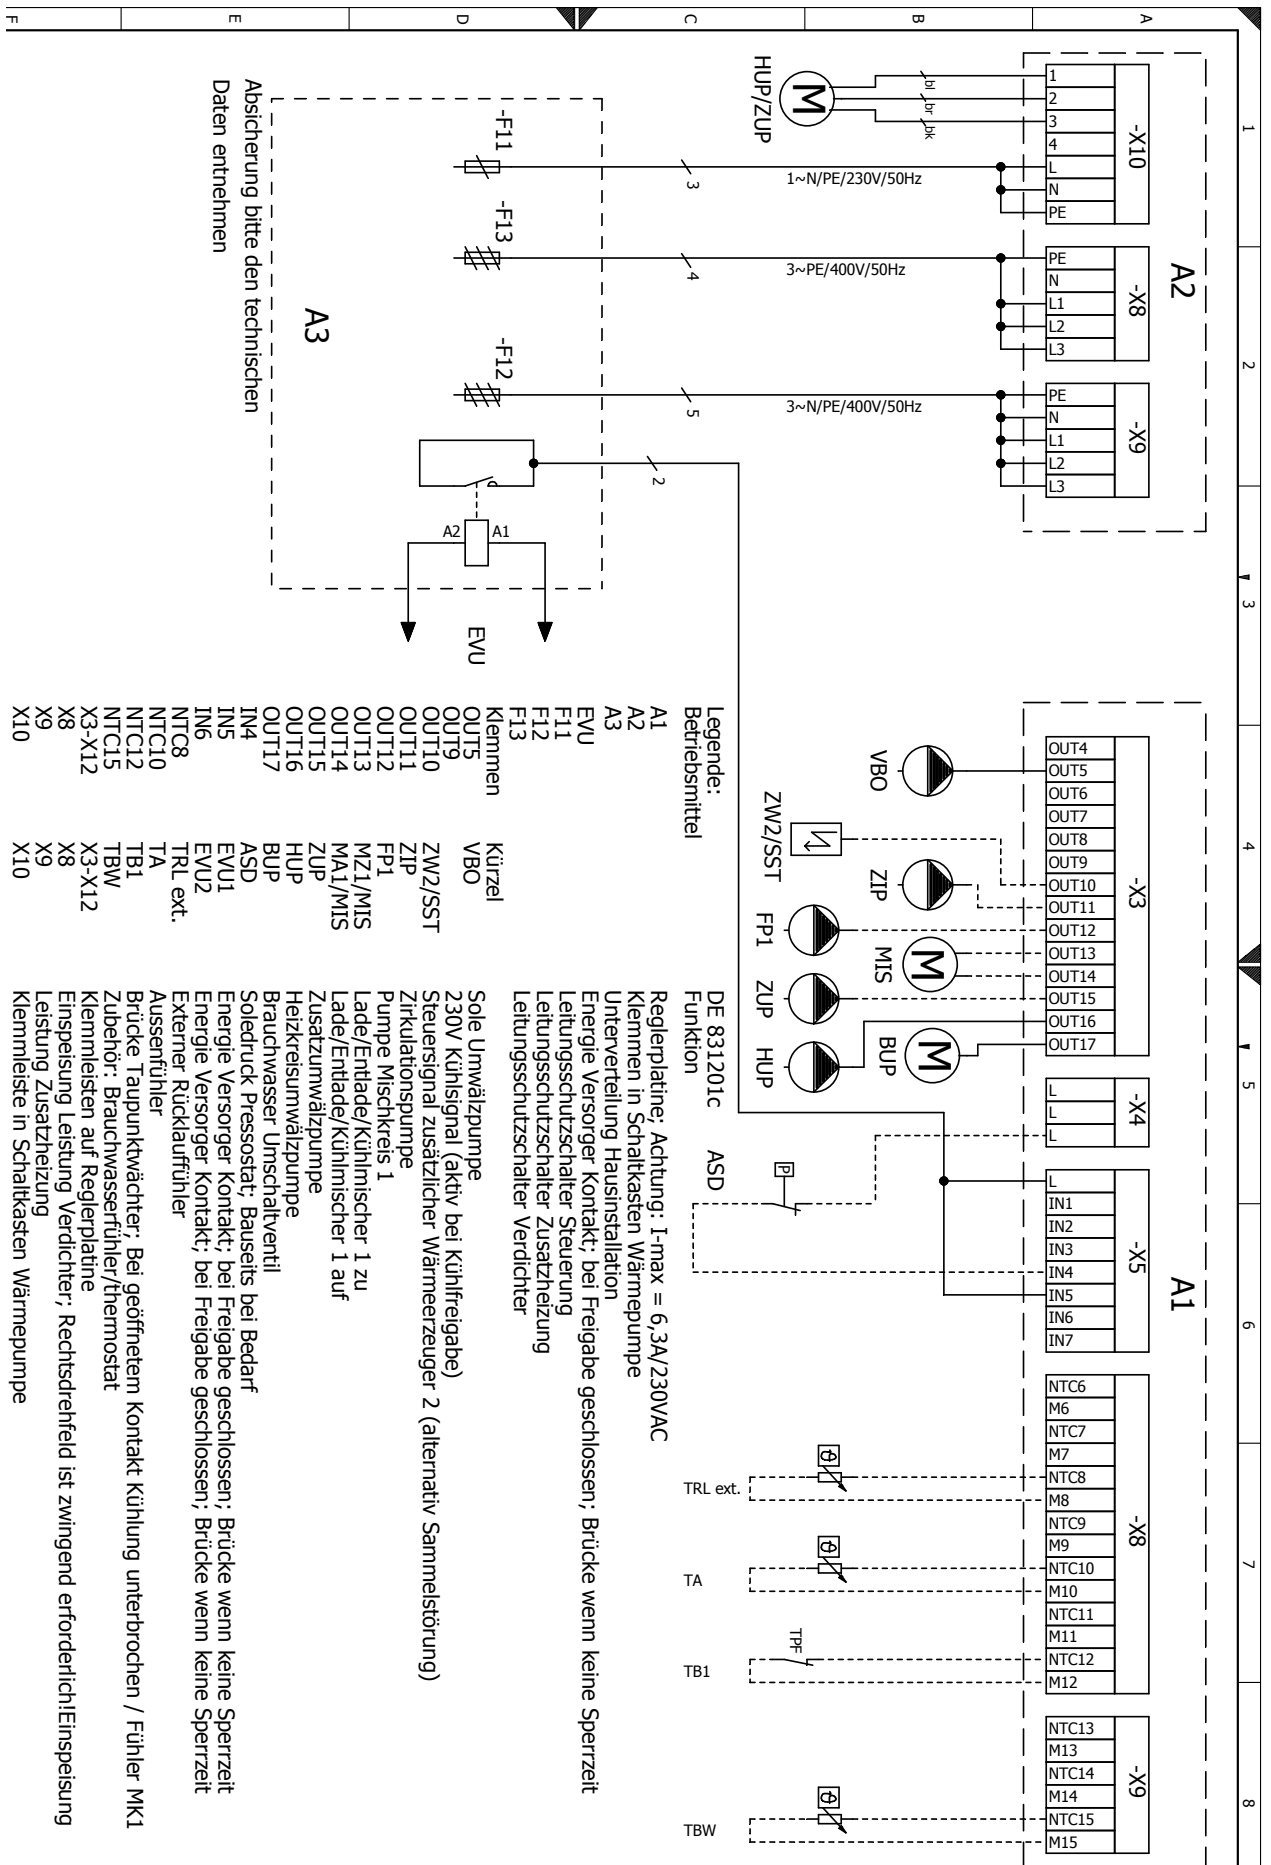 A
B
C
D
E
F
1
2
3
4
5
6
7
8
A2
-X10
1
2
3
4
L
N
PE
-X8
PE
N
L1
L2
L3
-X9
PE
N
L1
L2
L3
bl
br
bk
M
HUP/ZUP
1~N/PE/230V/50Hz
3
3~PE/400V/50Hz
4
3~N/PE/400V/50Hz
5
2
-F11
-F13
-F12
A3
A2
A1
EVU
Absicherung bitte den technischen
Daten entnehmen
A1
-X3
OUT4
OUT5
OUT6
OUT7
OUT8
OUT9
OUT10
OUT11
OUT12
OUT13
OUT14
OUT15
OUT16
OUT17
-X4
L
L
L
-X5
L
IN1
IN2
IN3
IN4
IN5
IN6
IN7
-X8
NTC6
M6
NTC7
M7
NTC8
M8
NTC9
M9
NTC10
M10
NTC11
M11
NTC12
M12
-X9
NTC13
M13
NTC14
M14
NTC15
M15
VBO
ZW2/SST
ZIP
FP1
M
MIS
ZUP
HUP
M
BUP
P
ASD
ϑ
TRL ext.
ϑ
TA
TPF
TB1
ϑ
TBW
Legende: DE 831201c
Betriebsmittel Funktion
A1 Reglerplatine; Achtung: I-max = 6,3A/230VAC
A2 Klemmen in Schaltkasten Wärmepumpe
A3 Unterverteilung Hausinstallation
EVU Energie Versorger Kontakt; bei Freigabe geschlossen; Brücke wenn keine Sperrzeit
F11 Leitungsschutzschalter Steuerung
F12 Leitungsschutzschalter Zusatzheizung
F13 Leitungsschutzschalter Verdichter
Klemmen Kürzel
OUT5 VBO Sole Umwälzpumpe
OUT9 230V Kühlsignal (aktiv bei Kühlfreigabe)
OUT10 ZW2/SST Steuersignal zusätzlicher Wärmeerzeuger 2 (alternativ Sammelstörung)
OUT11 ZIP Zirkulationspumpe
OUT12 FP1 Pumpe Mischkreis 1
OUT13 MZ1/MIS Lade/Entlade/Kühlmischer 1 zu
OUT14 MA1/MIS Lade/Entlade/Kühlmischer 1 auf
OUT15 ZUP Zusatzumwälzpumpe
OUT16 HUP Heizkreisumwälzpumpe
OUT17 BUP Brauchwasser Umschaltventil
IN4 ASD Soledruck Pressostat; Bauseits bei Bedarf
IN5 EVU1 Energie Versorger Kontakt; bei Freigabe geschlossen; Brücke wenn keine Sperrzeit
IN6 EVU2 Energie Versorger Kontakt; bei Freigabe geschlossen; Brücke wenn keine Sperrzeit
NTC8 TRL ext. Externer Rücklauffühler
NTC10 TA Aussenfühler
NTC12 TB1 Brücke Taupunktwächter; Bei geöffnetem Kontakt Kühlung unterbrochen / Fühler MK1
NTC15 TBW Zubehör: Brauchwasserfühler/thermostat
X3-X12 X3-X12 Klemmleisten auf Reglerplatine
X8 X8 Einspeisung Leistung Verdichter; Rechtsdrehfeld ist zwingend erforderlich!Einspeisung
X9 X9 Leistung Zusatzheizung
X10 X10 Klemmleiste in Schaltkasten Wärmepumpe